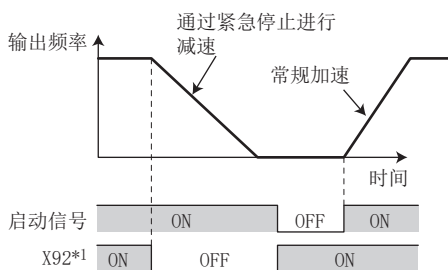 通过紧急停止进行
减速
输出频率
常规加速
时间
启动信号 ON OFF ON
X92*1 ON OFF ON